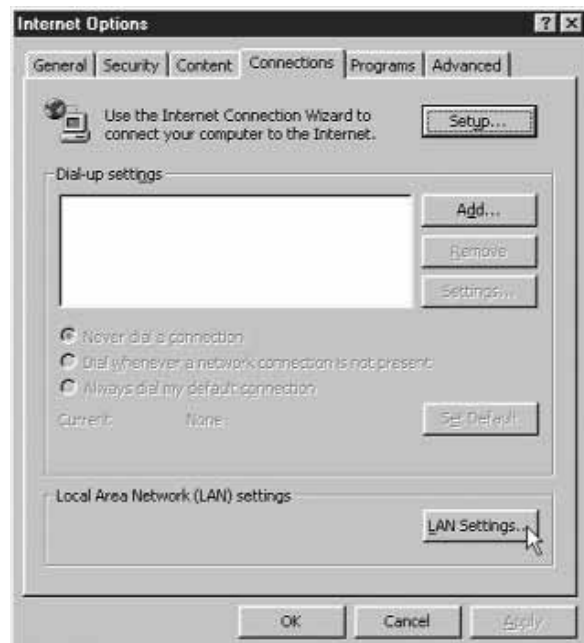 Internet Options
General Security Content Connections Programs Advanced
Use the Internet Connection Wizard to
connect your computer to the Internet.
Setup...
Dial-up settings
Add...
Remove
Settings...
Never dial a connection
Dial whenever a network connection is not present
Always dial my default connection
Current: None
Set Default
Local Area Network (LAN) settings
LAN Settings...
OK Cancel Apply